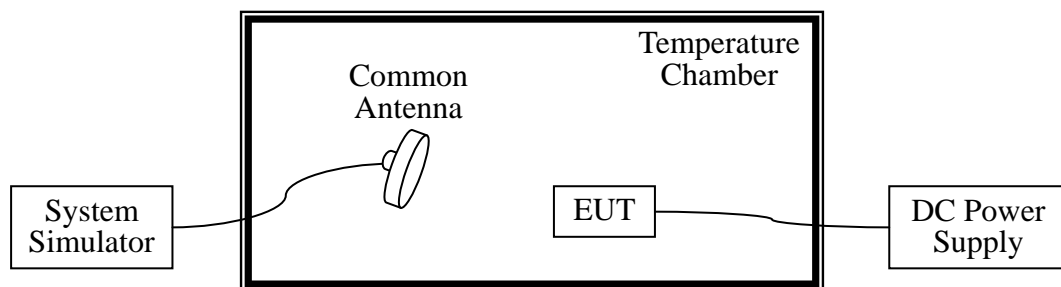 Temperature
Chamber
Common
Antenna
System
Simulator
EUT
DC Power
Supply